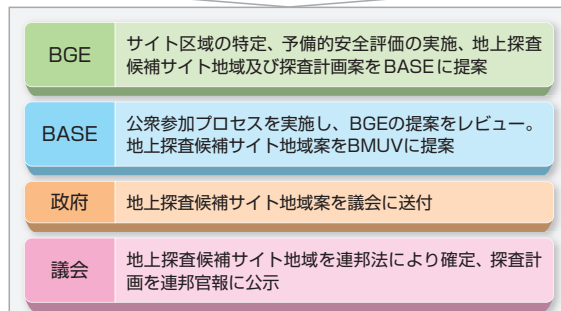 BGE
サイト区域の特定、予備的安全評価の実施、地上探査
候補サイト地域及び探査計画案をBASEに提案
BASE
公衆参加プロセスを実施し、BGEの提案をレビュー。
地上探査候補サイト地域案をBMUVに提案
政府
地上探査候補サイト地域案を議会に送付
議会
地上探査候補サイト地域を連邦法により確定、探査計
画を連邦官報に公示